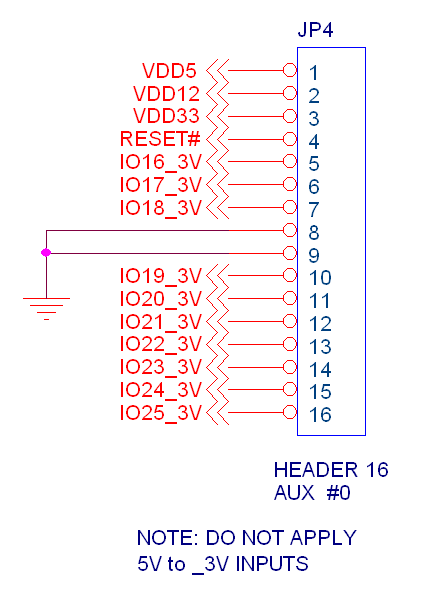 JP4
VDD5 1
VDD12 2
VDD33 3
RESET# 4
IO16_3V 5
IO17_3V 6
IO18_3V 7
8
9
IO19_3V 10
IO20_3V 11
IO21_3V 12
IO22_3V 13
IO23_3V 14
IO24_3V 15
IO25_3V 16
HEADER 16
AUX #0
NOTE: DO NOT APPLY
5V to _3V INPUTS